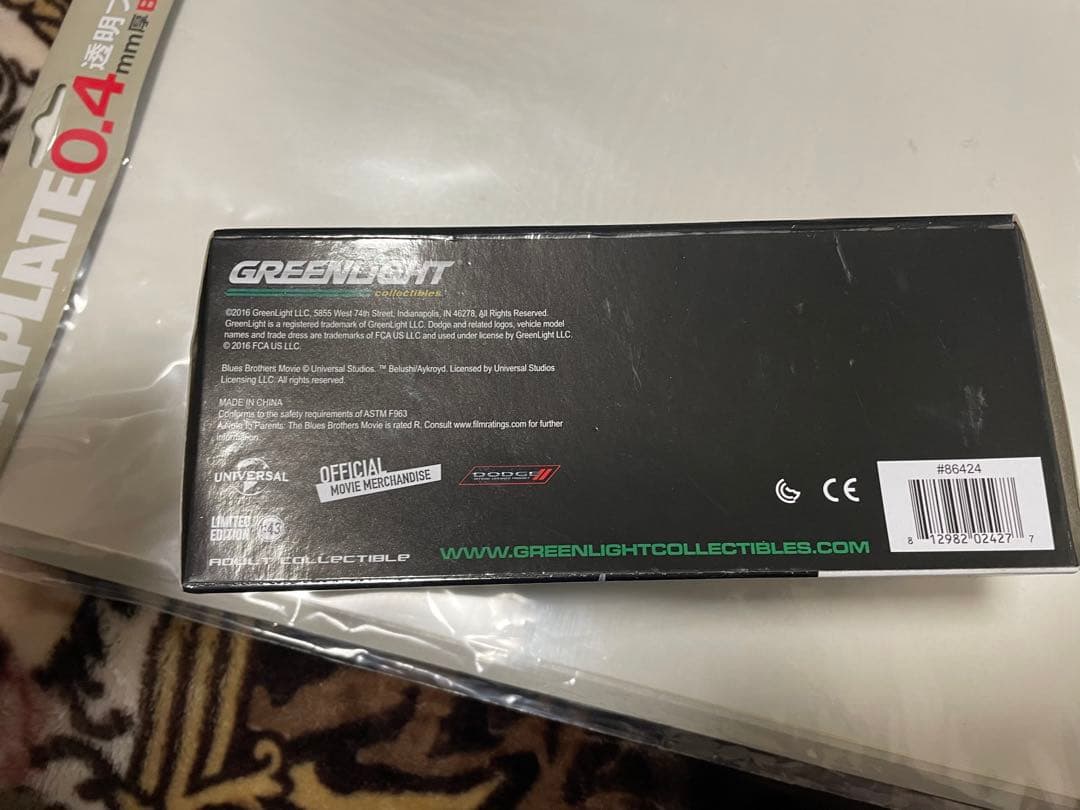 APLATE 0.4 mm厚 B
透明プ
GREENLIGHT
collectibles
©2016 GreenLight LLC, 5855 West 74th Street, Indianapolis, IN 46278, All Rights Reserved.
GreenLight is a registered trademark of GreenLight LLC. Dodge and related logos, vehicle model
names and trade dress are trademarks of FCA US LLC and used under license by GreenLight LLC.
© 2016 FCA US LLC.
Blues Brothers Movie © Universal Studios. ™ Belushi/Aykroyd. Licensed by Universal Studios
Licensing LLC. All rights reserved.
MADE IN CHINA
Conforms to the safety requirements of ASTM F963
A Note to Parents: The Blues Brothers Movie is rated R. Consult www.filmratings.com for further
information.
UNIVERSAL
OFFICIAL
MOVIE MERCHANDISE
DODGE
LIMITED
EDITION
1:43
ADULT COLLECTIBLE
WWW.GREENLIGHTCOLLECTIBLES.COM
CE
#86424
8 12982 02427 7